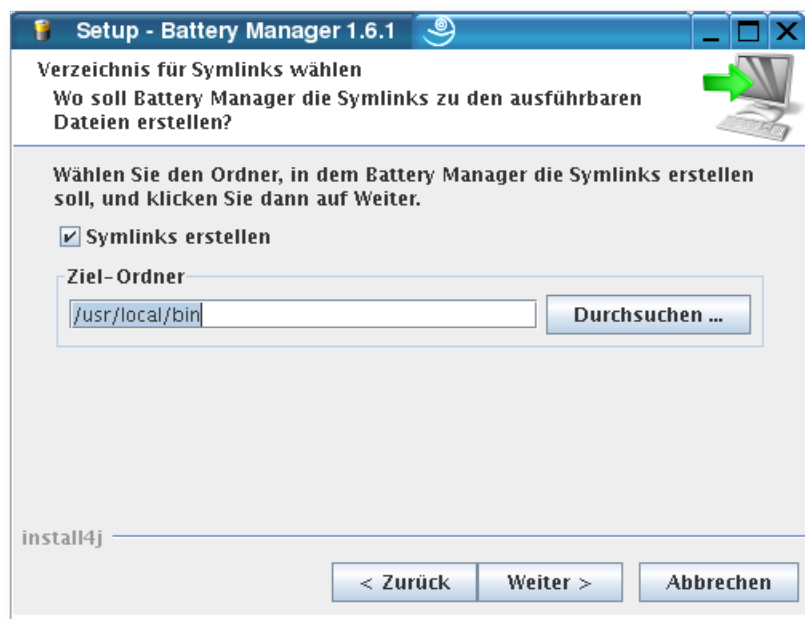 Setup - Battery Manager 1.6.1
Verzeichnis für Symlinks wählen
Wo soll Battery Manager die Symlinks zu den ausführbaren
Dateien erstellen?
Wählen Sie den Ordner, in dem Battery Manager die Symlinks erstellen
soll, und klicken Sie dann auf Weiter.
Symlinks erstellen
Ziel-Ordner
/usr/local/bin
Durchsuchen ...
install4j
< Zurück
Weiter >
Abbrechen